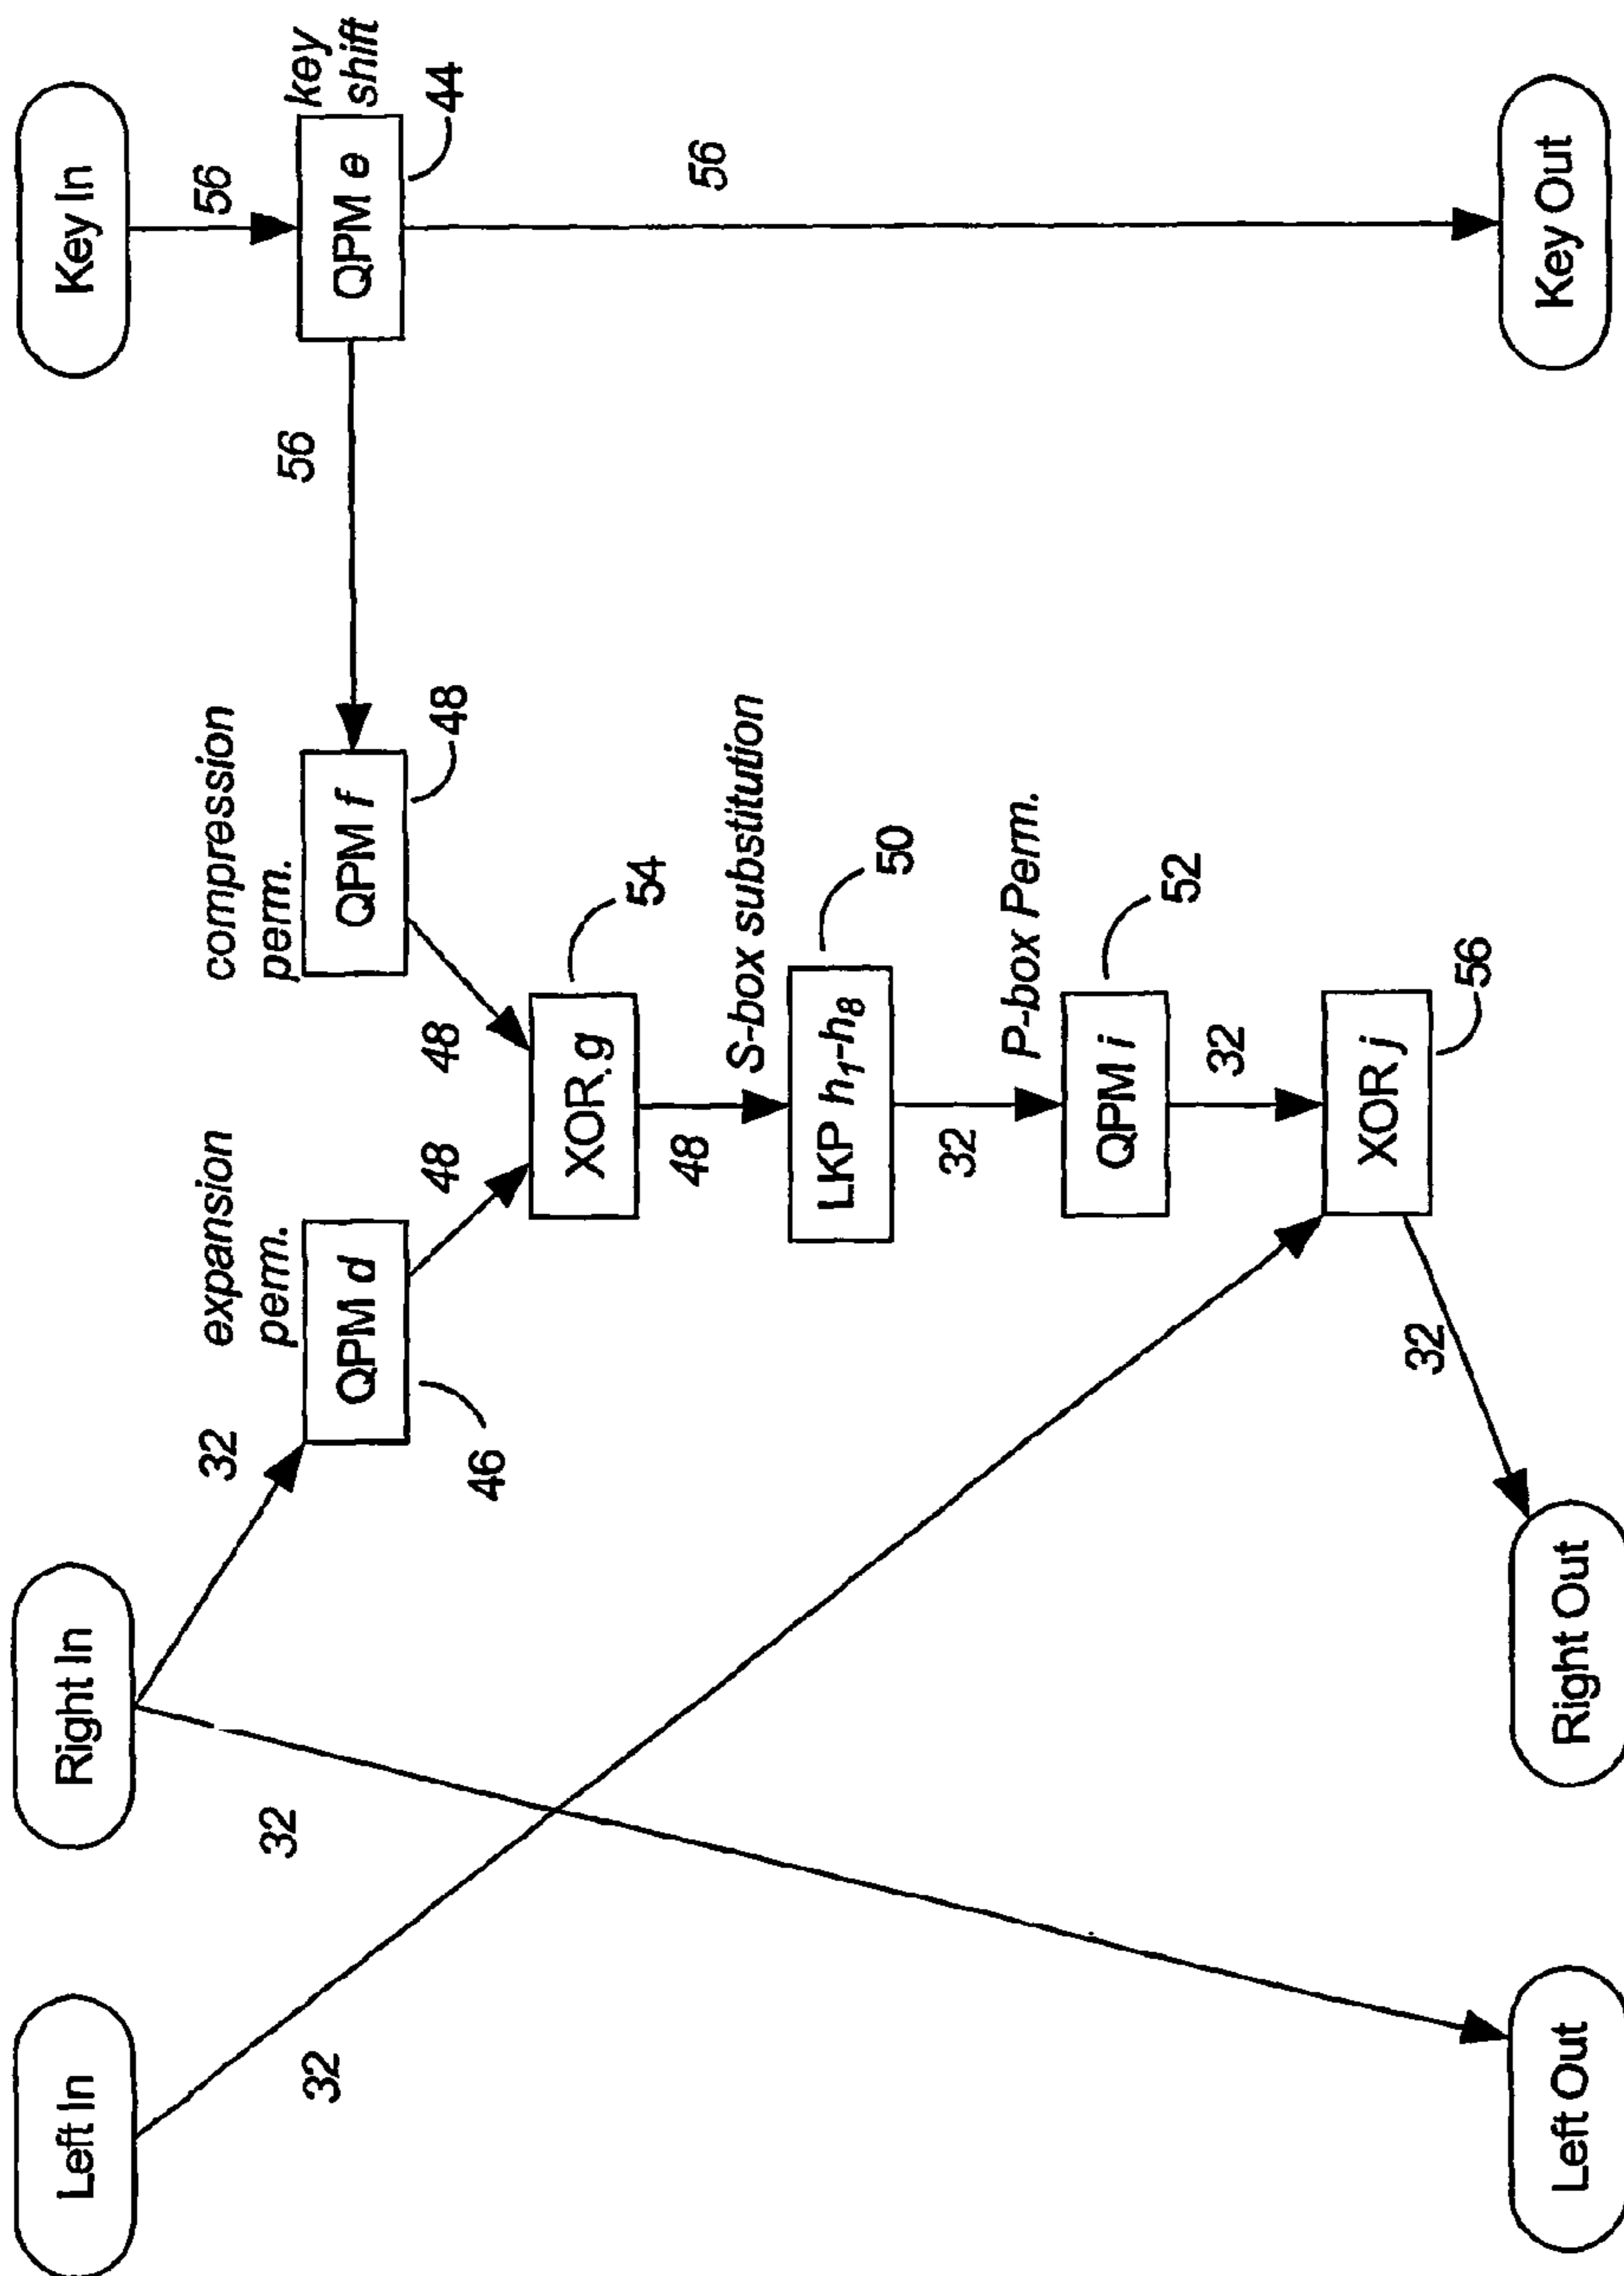 Left In
Right In
Key In
32
56
expansion
perm.
compression
perm.
key
shift
32
32
QPM d
QPM f
56
QPM e
46
48
44
48
48
XOR g
54
56
48
S-box substitution
LKP h1-h8
50
32
P-box Perm.
QPM i
52
32
XOR j
56
32
Left Out
Right Out
Key Out